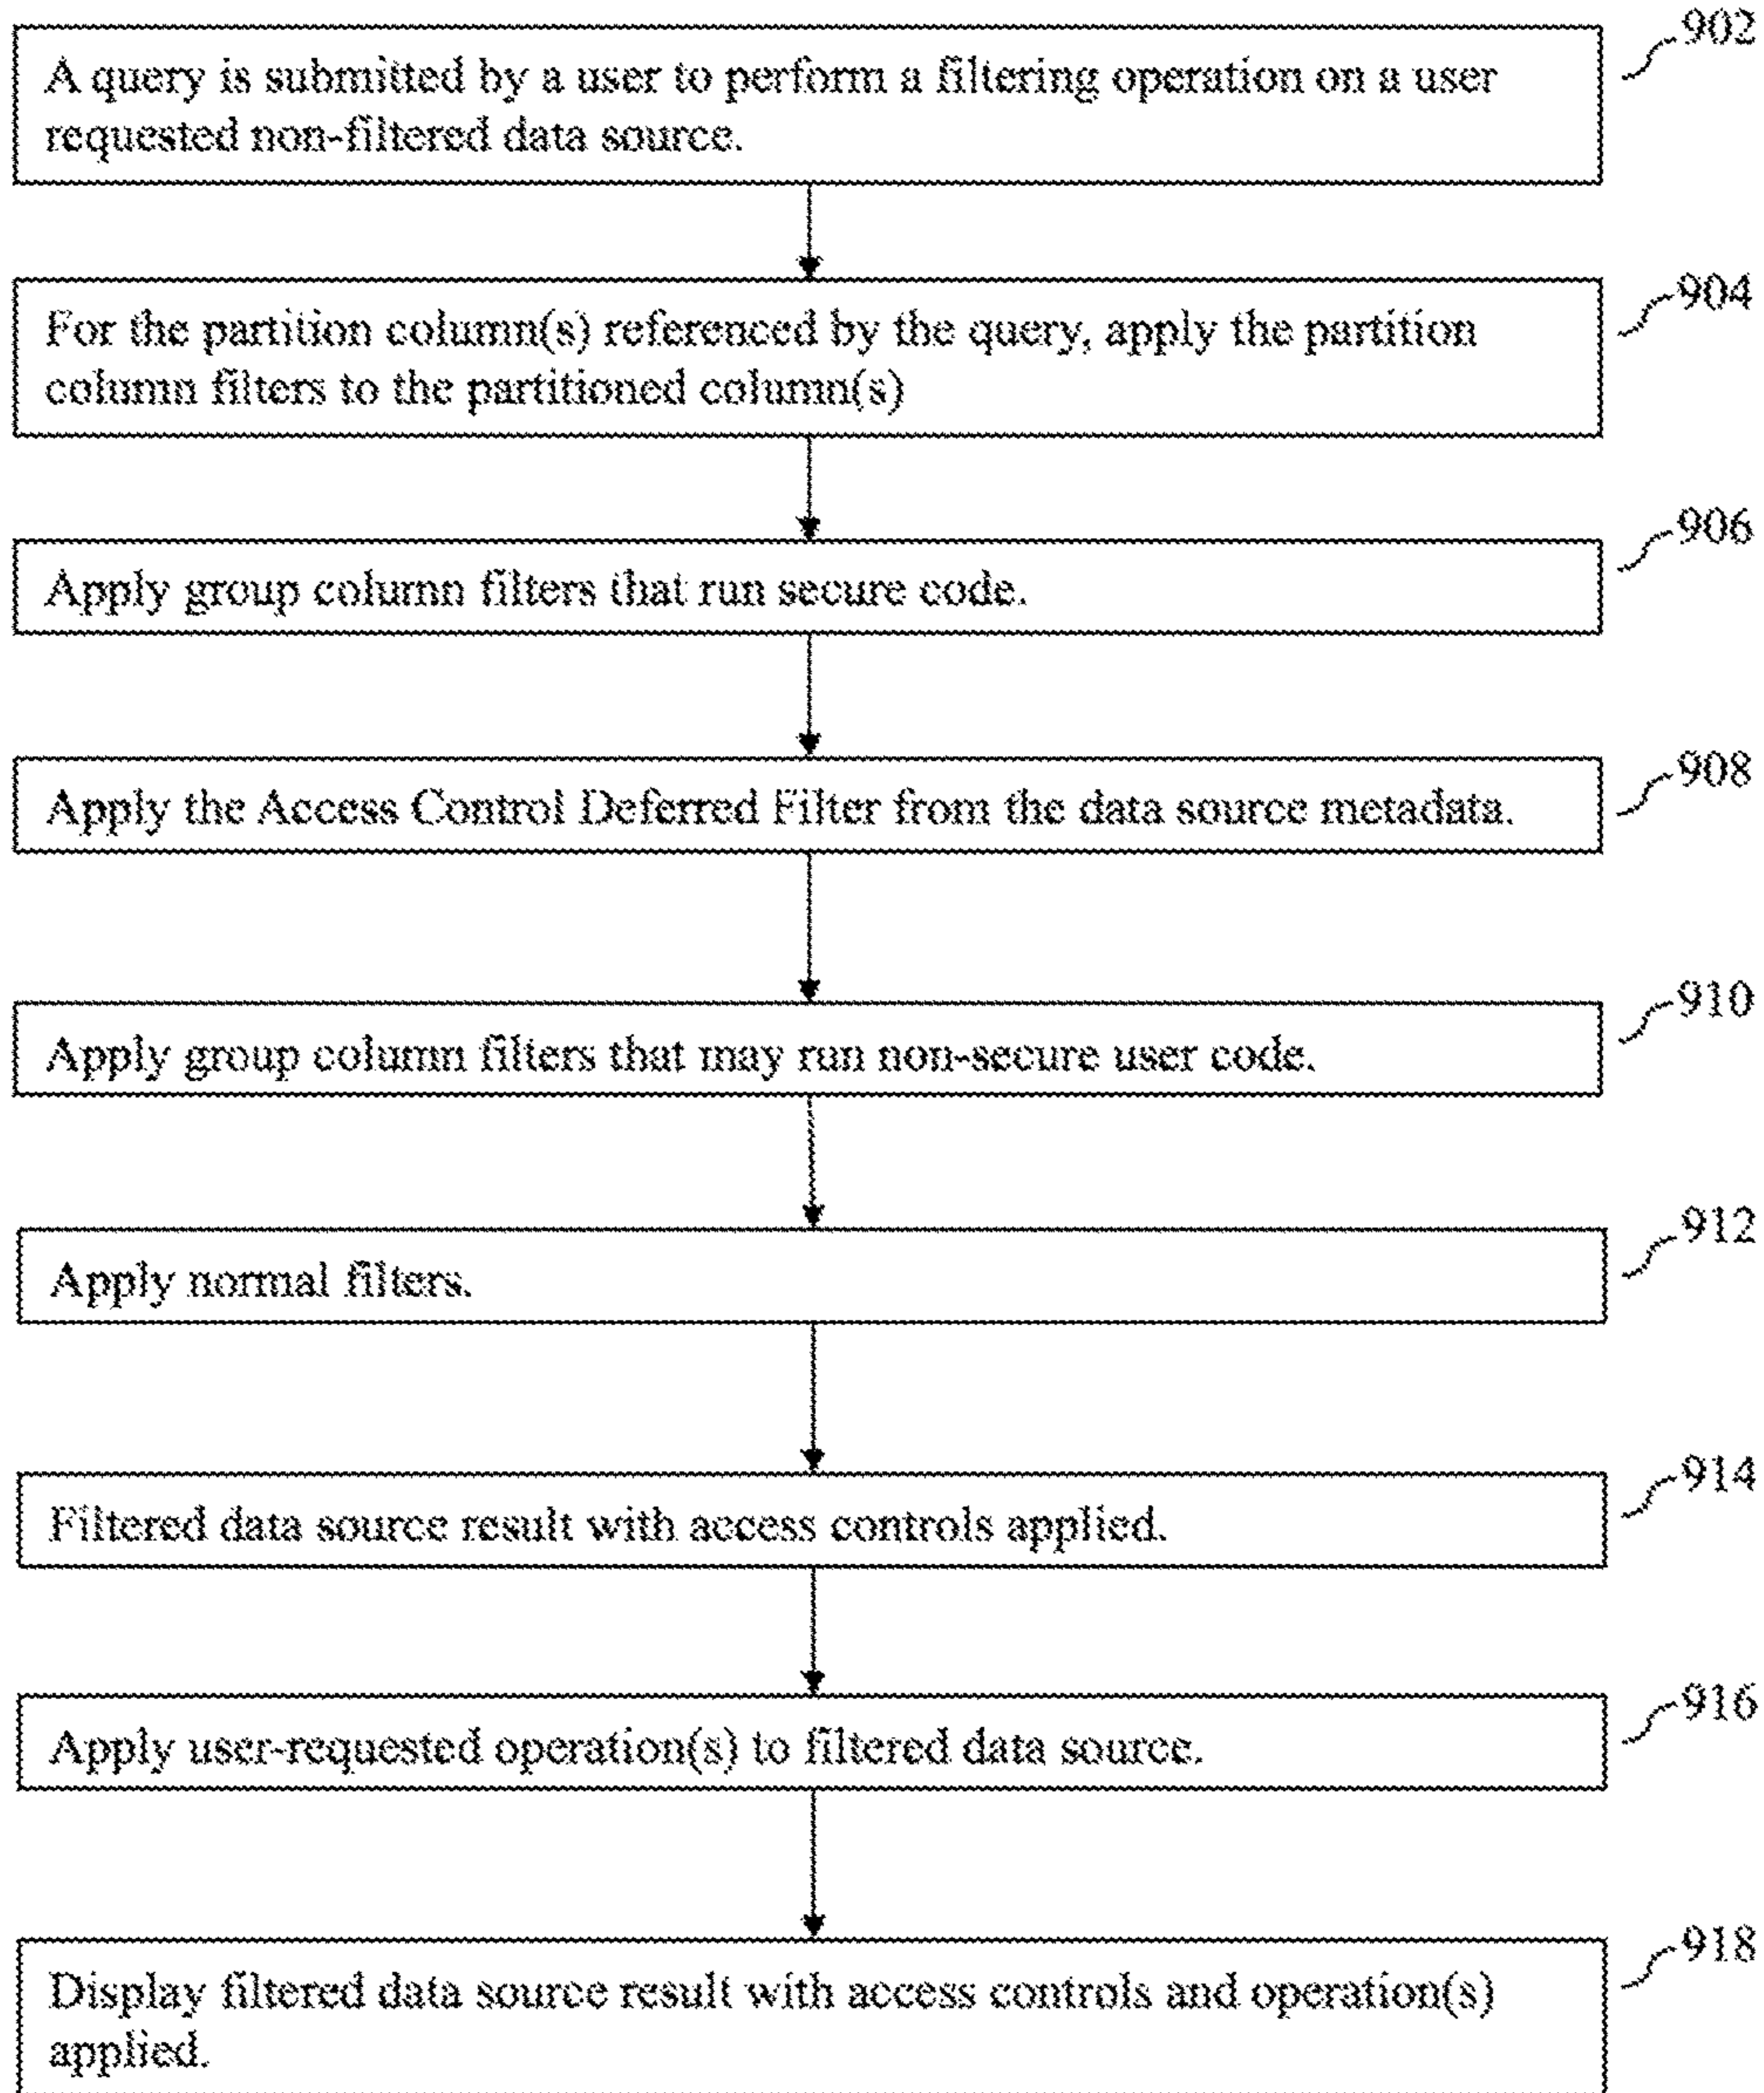 902
A query is submitted by a user to perform a filtering operation on a user
requested non-filtered data source.
904
For the partition column(s) referenced by the query, apply the partition
column filters to the partitioned column(s)
906
Apply group column filters that run secure code.
908
Apply the Access Control Deferred Filter from the data source metadata.
910
Apply group column filters that may run non-secure user code.
912
Apply normal filters.
914
Filtered data source result with access controls applied.
916
Apply user-requested operation(s) to filtered data source.
918
Display filtered data source result with access controls and operation(s)
applied.